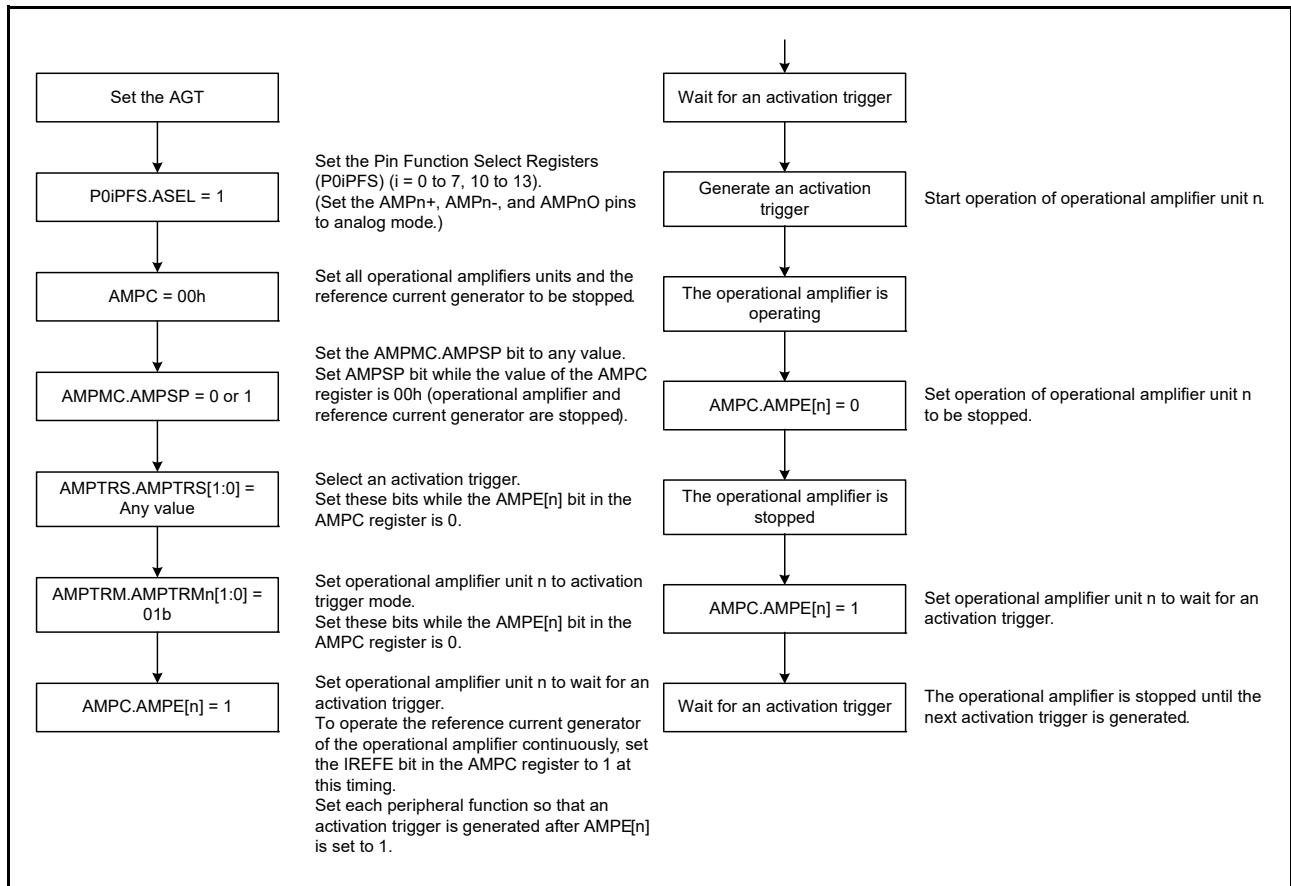 Set the AGT
P0iPFS.ASEL = 1
Set the Pin Function Select Registers
(P0iPFS) (i = 0 to 7, 10 to 13).
(Set the AMPn+, AMPn-, and AMPnO pins
to analog mode.)
AMPC = 00h
Set all operational amplifiers units and the
reference current generator to be stopped.
AMPMC.AMPSP = 0 or 1
Set the AMPMC.AMPSP bit to any value.
Set AMPSP bit while the value of the AMPC
register is 00h (operational amplifier and
reference current generator are stopped).
AMPTRS.AMPTRS[1:0] =
Any value
Select an activation trigger.
Set these bits while the AMPE[n] bit in the
AMPC register is 0.
AMPTRM.AMPTRMn[1:0] =
01b
Set operational amplifier unit n to activation
trigger mode.
Set these bits while the AMPE[n] bit in the
AMPC register is 0.
AMPC.AMPE[n] = 1
Set operational amplifier unit n to wait for an
activation trigger.
To operate the reference current generator
of the operational amplifier continuously, set
the IREFE bit in the AMPC register to 1 at
this timing.
Set each peripheral function so that an
activation trigger is generated after AMPE[n]
is set to 1.
Wait for an activation trigger
Generate an activation
trigger
Start operation of operational amplifier unit n.
The operational amplifier is
operating
AMPC.AMPE[n] = 0
Set operation of operational amplifier unit n
to be stopped.
The operational amplifier is
stopped
AMPC.AMPE[n] = 1
Set operational amplifier unit n to wait for an
activation trigger.
Wait for an activation trigger
The operational amplifier is stopped until the
next activation trigger is generated.